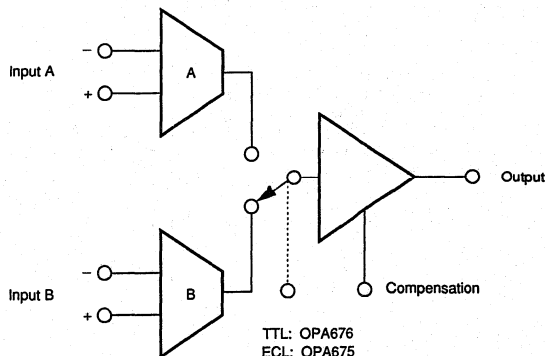 −
Input A
A
+
Output
−
Input B
B
+
Compensation
TTL: OPA676
ECL: OPA675